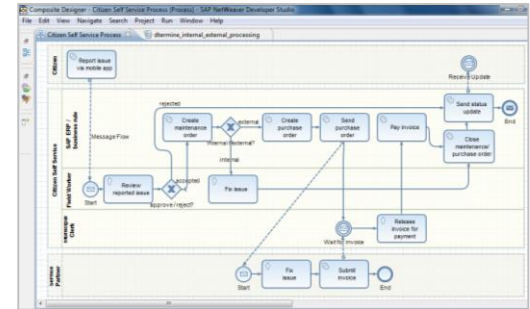 Composite Designer - Citizen Self Service Process (Process) - SAP NetWeaver Developer Studio
File Edit View Navigate Search Project Run Window Help
Citizen Self Service Process
dtermine_internal_external_processing
Citizen
Report issue
via mobile app
Receive Update
Citizen Self Service
SAP ERP /
business rule
rejected
Message Flow
Create
maintenance
order
external
internal/external?
internal
Create
purchase
order
Send
purchase
order
Pay invoice
Send status
update
End
Close
maintenance/
purchase order
Field Worker
Start
Review
reported issue
accepted
approve / reject?
Fix issue
Municipal
Clerk
Wait for Invoice
Release
invoice for
payment
Service
Partner
Start
Fix
issue
Submit
invoice
End